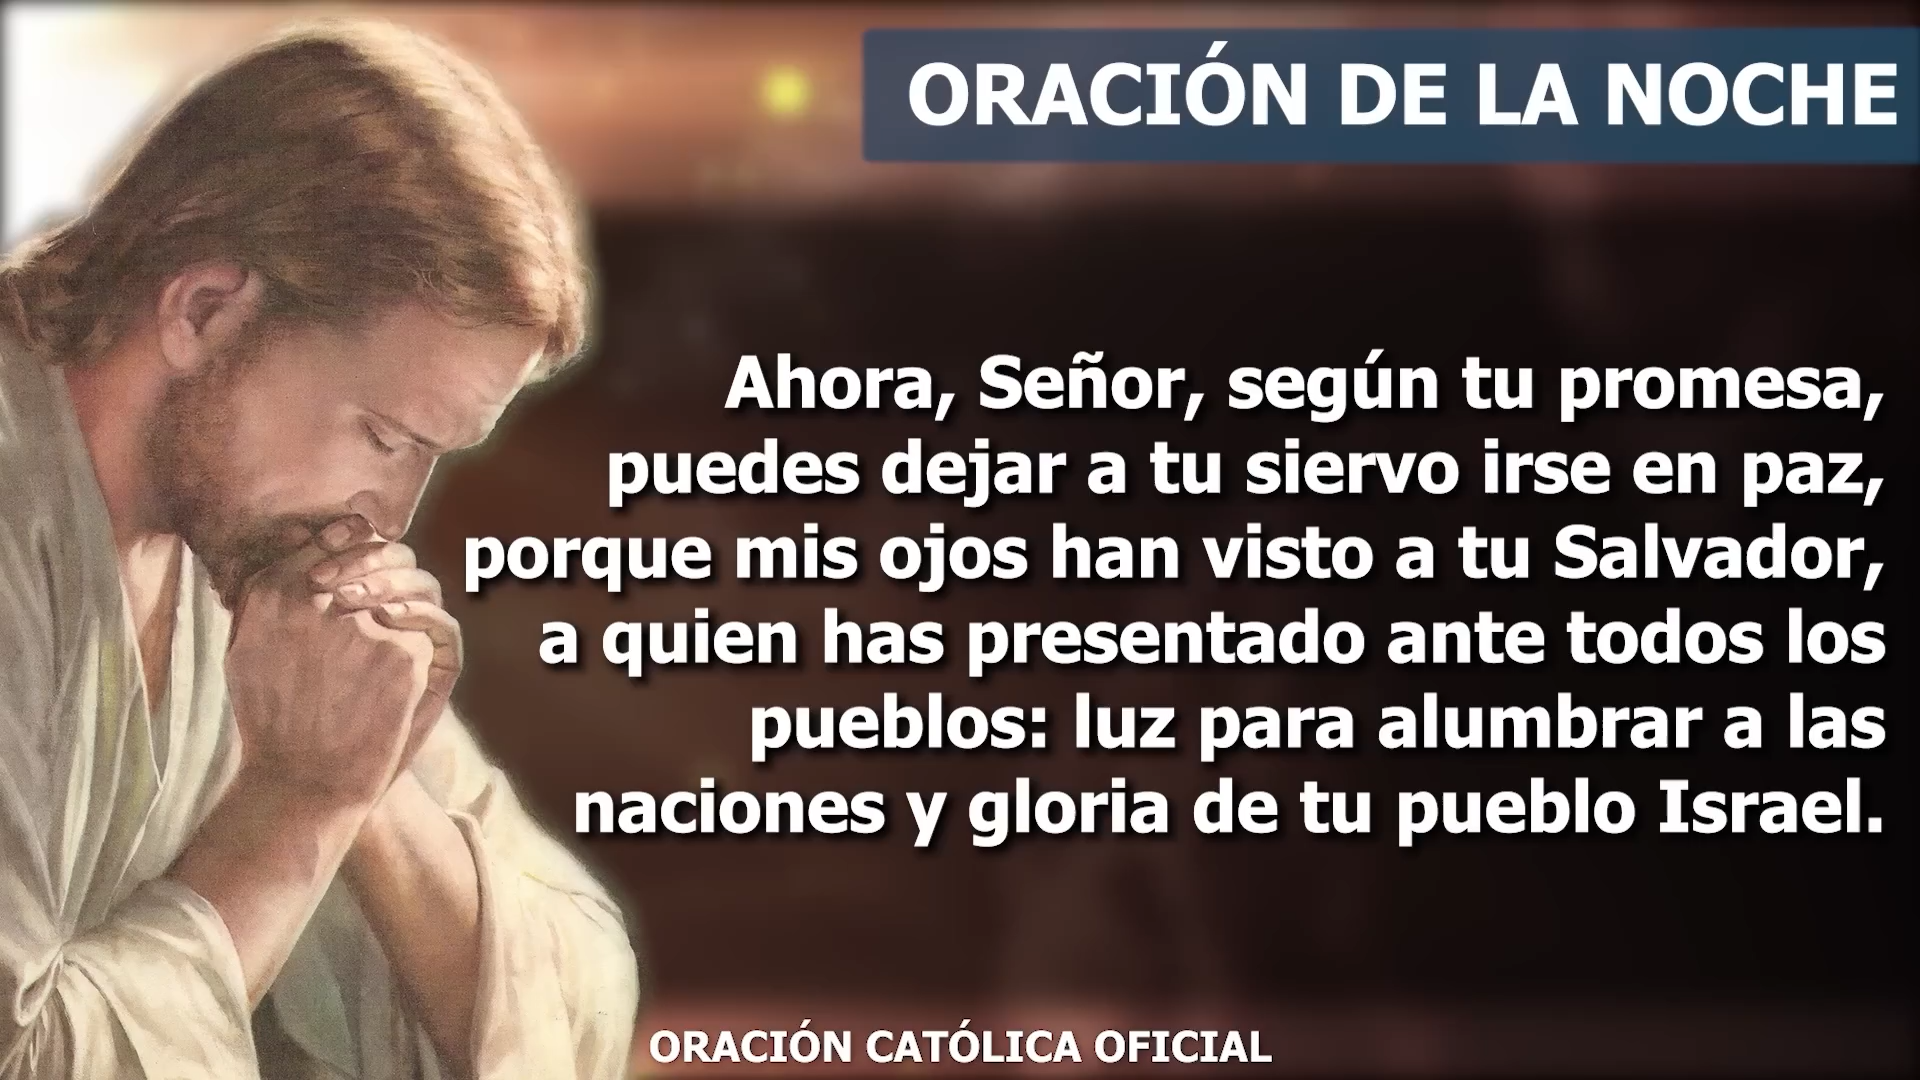 ORACIÓN DE LA NOCHE
Ahora, Señor, según tu promesa,
puedes dejar a tu siervo irse en paz,
porque mis ojos han visto a tu Salvador,
a quien has presentado ante todos los
pueblos: luz para alumbrar a las
naciones y gloria de tu pueblo Israel.
ORACIÓN CATÓLICA OFICIAL